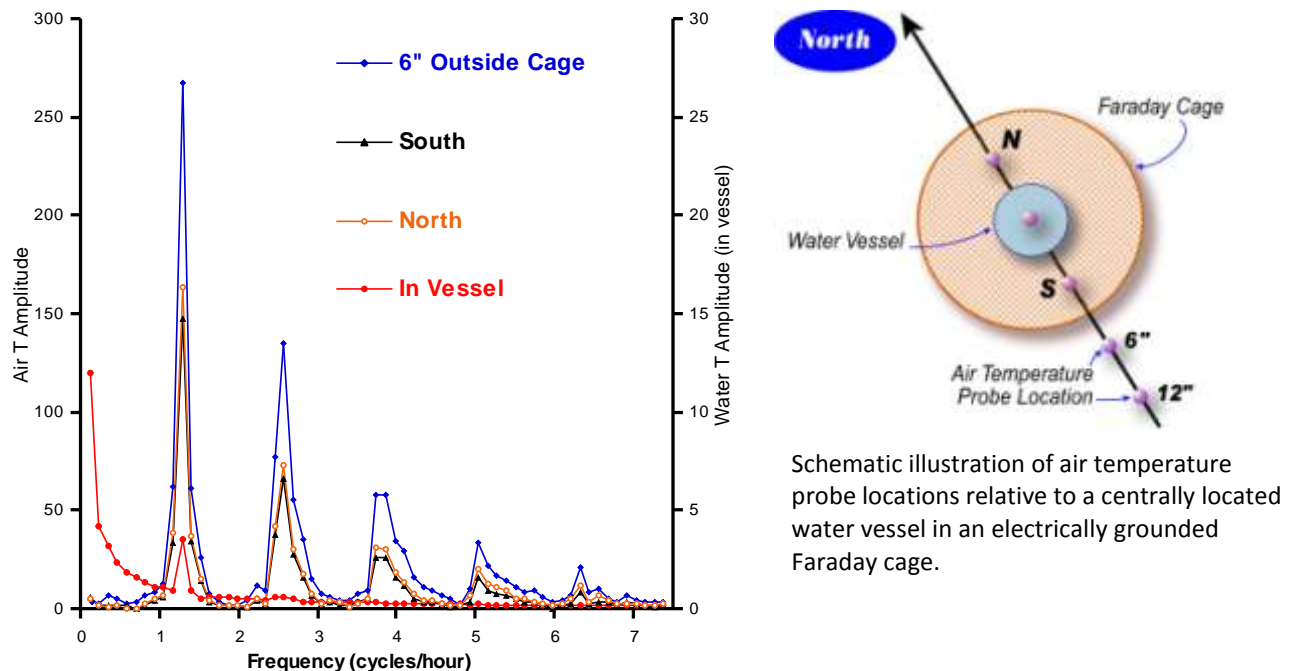 300
250
200
150
100
50
0
Air T Amplitude
6" Outside Cage
South
North
In Vessel
30
25
20
15
10
5
0
Water T Amplitude (in vessel)
0 1 2 3 4 5 6 7
Frequency (cycles/hour)
North
Faraday Cage
N
Water Vessel
S
6"
Air Temperature
Probe Location
12"
Schematic illustration of air temperature
probe locations relative to a centrally located
water vessel in an electrically grounded
Faraday cage.